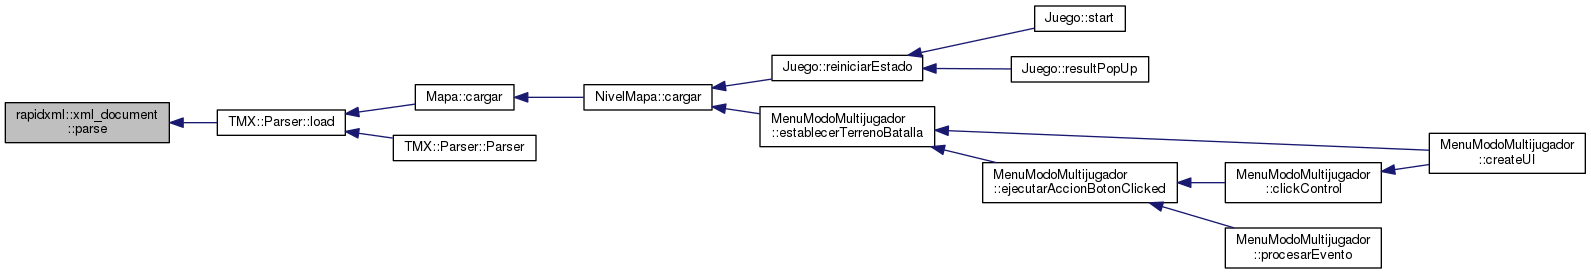 rapidxml::xml_document
::parse
TMX::Parser::load
Mapa::cargar
TMX::Parser::Parser
NivelMapa::cargar
Juego::reiniciarEstado
MenuModoMultijugador
::establecerTerrenoBatalla
Juego::start
Juego::resultPopUp
MenuModoMultijugador
::ejecutarAccionBotonClicked
MenuModoMultijugador
::clickControl
MenuModoMultijugador
::procesarEvento
MenuModoMultijugador
::createUI